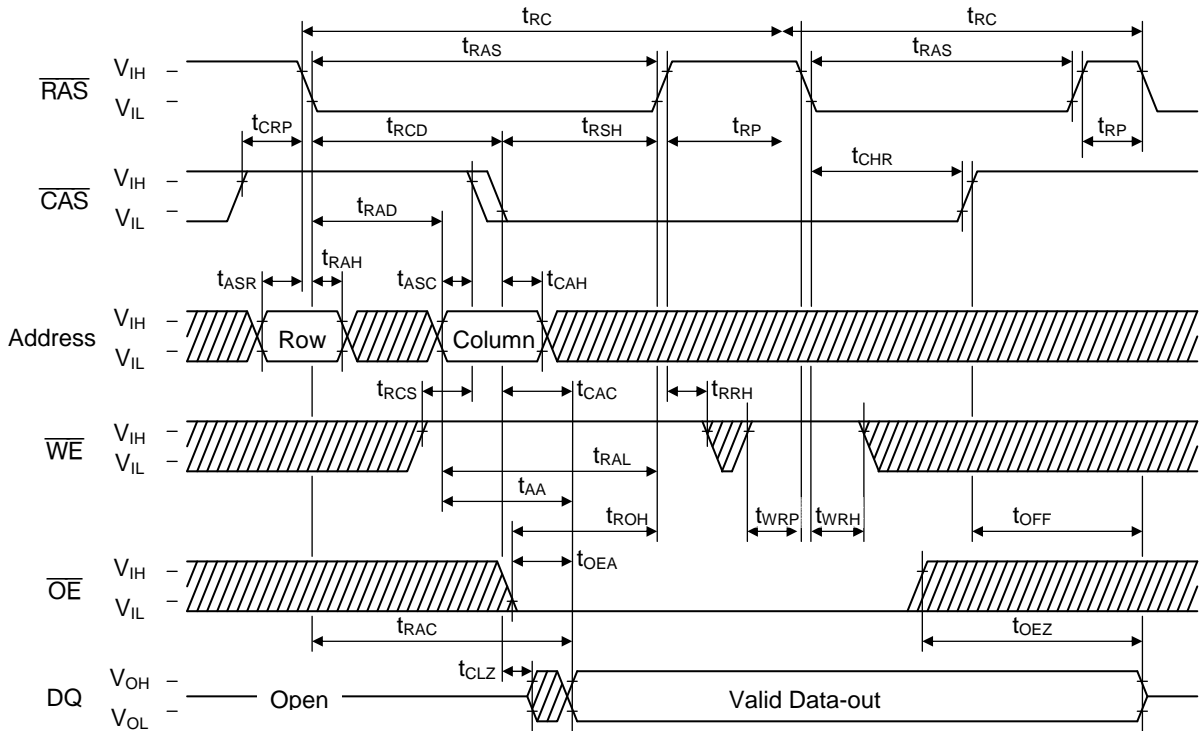 tRC tRC
tRAS tRAS
RAS VIH
VIL
tCRP tRCD tRSH tRP tRP
tCHR
CAS VIH
VIL
tRAD
tASR tRAH tASC tCAH
Address VIH
VIL
Row Column
tRCS tCAC tRRH
WE VIH
VIL
tRAL
tAA
tROH tWRP tWRH tOFF
tOEA
OE VIH
VIL
tRAC tOEZ
tCLZ
DQ VOH
VOL
Open Valid Data-out